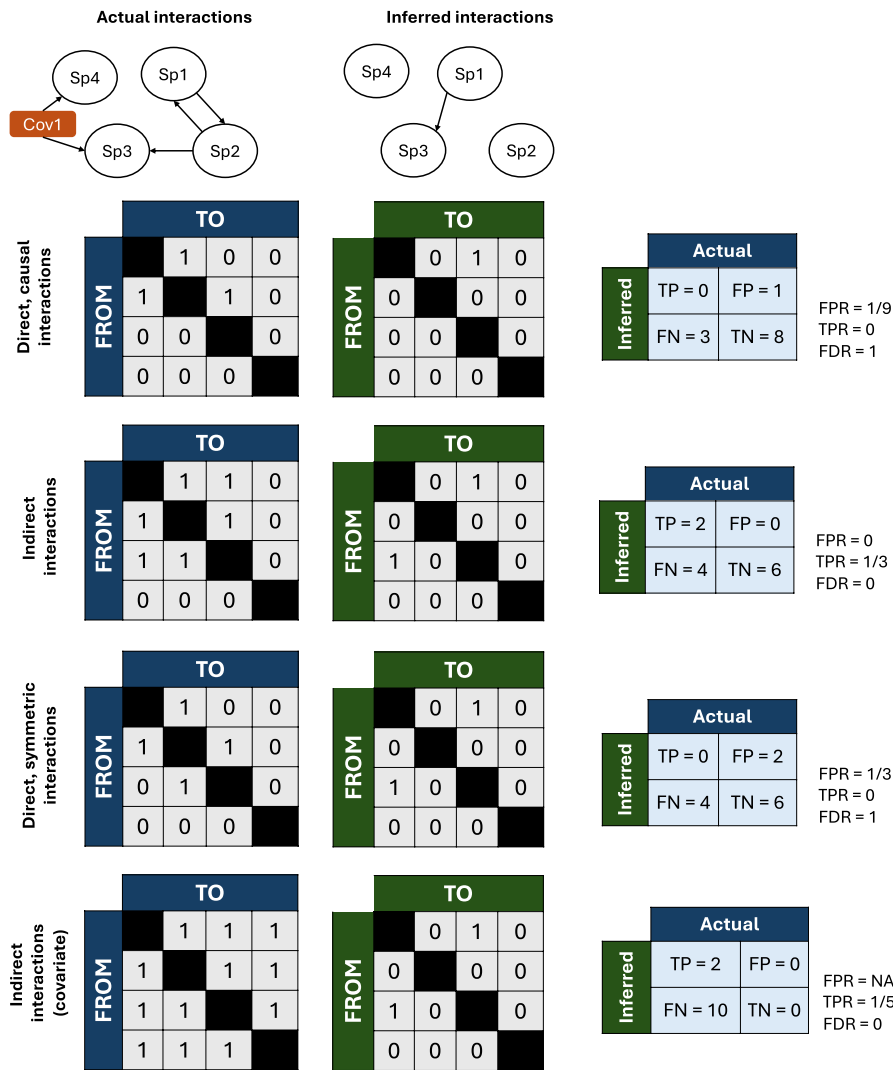 Actual interactions
Inferred interactions
Sp4
Sp1
Cov1
Sp3
Sp2
Sp4
Sp1
Sp3
Sp2
Direct, causal
interactions
TO
FROM
1 0 0
1 1 0
0 0 0
0 0 0
TO
FROM
0 1 0
0 0 0
0 0 0
0 0 0
Actual
Inferred
TP = 0 FP = 1
FN = 3 TN = 8
FPR = 1/9
TPR = 0
FDR = 1
Indirect
interactions
TO
FROM
1 1 0
1 1 0
1 1 0
0 0 0
TO
FROM
0 1 0
0 0 0
1 0 0
0 0 0
Actual
Inferred
TP = 2 FP = 0
FN = 4 TN = 6
FPR = 0
TPR = 1/3
FDR = 0
Direct, symmetric
interactions
TO
FROM
1 0 0
1 1 0
0 1 0
0 0 0
TO
FROM
0 1 0
0 0 0
1 0 0
0 0 0
Actual
Inferred
TP = 0 FP = 2
FN = 4 TN = 6
FPR = 1/3
TPR = 0
FDR = 1
Indirect
interactions
(covariate)
TO
FROM
1 1 1
1 1 1
1 1 1
1 1 1
TO
FROM
0 1 0
0 0 0
1 0 0
0 0 0
Actual
Inferred
TP = 2 FP = 0
FN = 10 TN = 0
FPR = NA
TPR = 1/5
FDR = 0